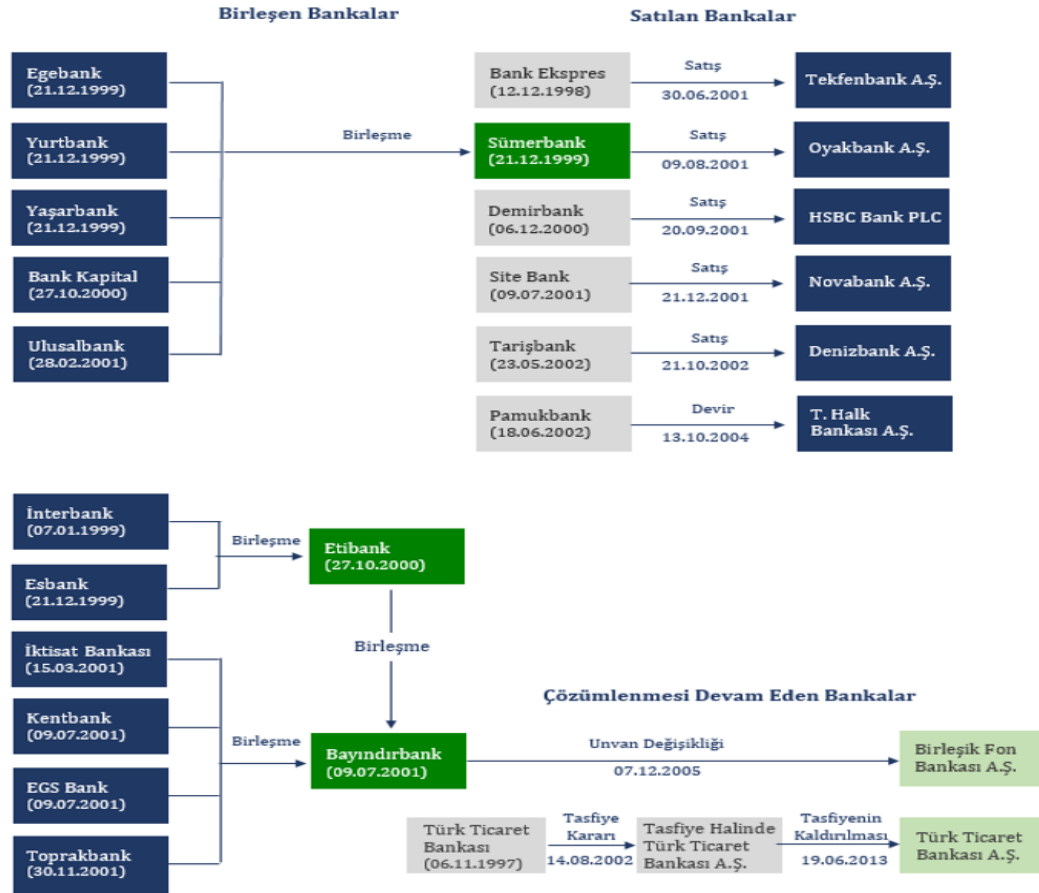 Birleşen Bankalar
Satılan Bankalar
Egebank
(21.12.1999)
Yurtbank
(21.12.1999)
Yaşarbank
(21.12.1999)
Bank Kapital
(27.10.2000)
Ulusalbank
(28.02.2001)
Birleşme
Bank Ekspres
(12.12.1998)
Satış
30.06.2001
Tekfenbank A.Ş.
Sümerbank
(21.12.1999)
Satış
09.08.2001
Oyakbank A.Ş.
Demirbank
(06.12.2000)
Satış
20.09.2001
HSBC Bank PLC
Site Bank
(09.07.2001)
Satış
21.12.2001
Novabank A.Ş.
Tarişbank
(23.05.2002)
Satış
21.10.2002
Denizbank A.Ş.
Pamukbank
(18.06.2002)
Devir
13.10.2004
T. Halk
Bankası A.Ş.
İnterbank
(07.01.1999)
Esbank
(21.12.1999)
Birleşme
Etibank
(27.10.2000)
Birleşme
İktisat Bankası
(15.03.2001)
Kentbank
(09.07.2001)
EGS Bank
(09.07.2001)
Toprakbank
(30.11.2001)
Birleşme
Bayındırbank
(09.07.2001)
Çözümlenmesi Devam Eden Bankalar
Unvan Değişikliği
07.12.2005
Birleşik Fon
Bankası A.Ş.
Türk Ticaret
Bankası
(06.11.1997)
Tasfiye
Kararı
14.08.2002
Tasfiye Halinde
Türk Ticaret
Bankası A.Ş.
Tasfiyenin
Kaldırılması
19.06.2013
Türk Ticaret
Bankası A.Ş.